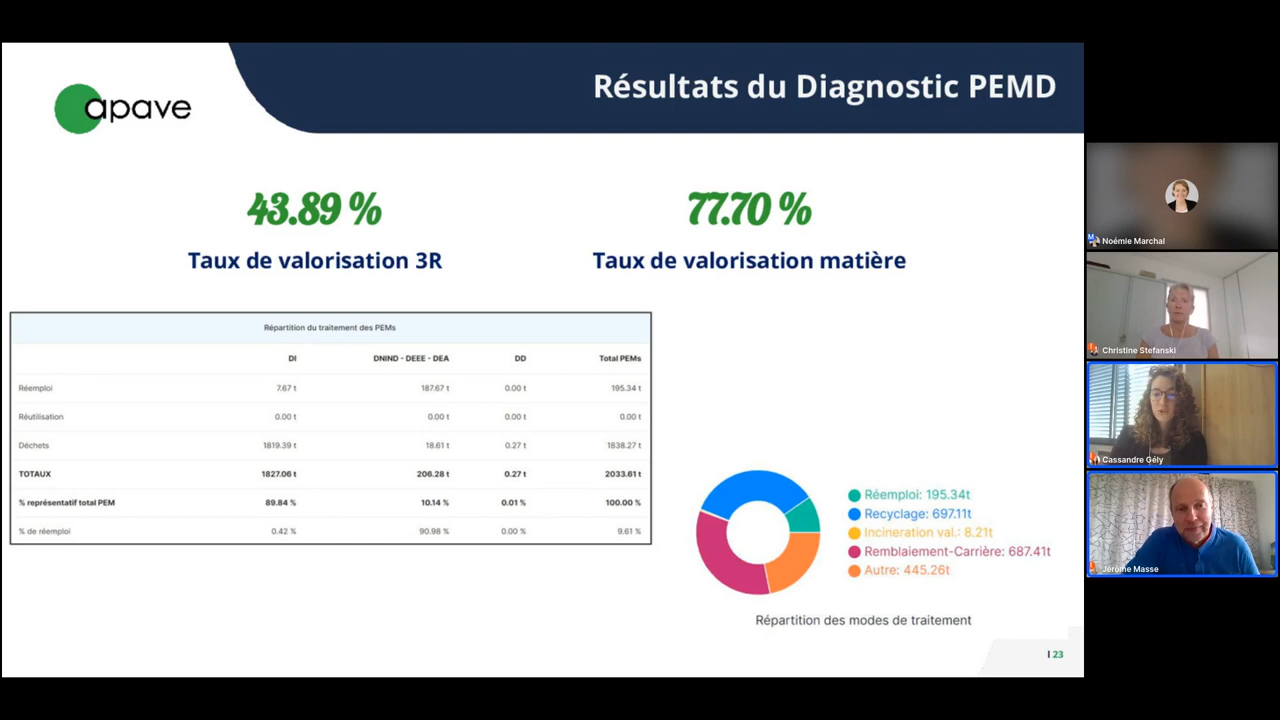 apave
Résultats du Diagnostic PEMD
43.89 %
77.70 %
Taux de valorisation 3R
Taux de valorisation matière
Répartition du traitement des PEMs
DI DNIND - DEEE - DEA DD Total PEMs
Réemploi 7.67 t 187.67 t 0.00 t 195.34 t
Réutilisation 0.00 t 0.00 t 0.00 t 0.00 t
Déchets 1819.39 t 18.61 t 0.27 t 1838.27 t
TOTAUX 1827.06 t 206.28 t 0.27 t 2033.61 t
% représentatif total PEM 89.84 % 10.14 % 0.01 % 100.00 %
% de réemploi 0.42 % 90.98 % 0.00 % 9.61 %
Réemploi: 195.34t
Recyclage: 697.11t
Incineration val.: 8.21t
Remblaiement-Carrière: 687.41t
Autre: 445.26t
Répartition des modes de traitement
I 23
Noémie Marchal
Christine Stefanski
Cassandre Gély
Jérôme Masse